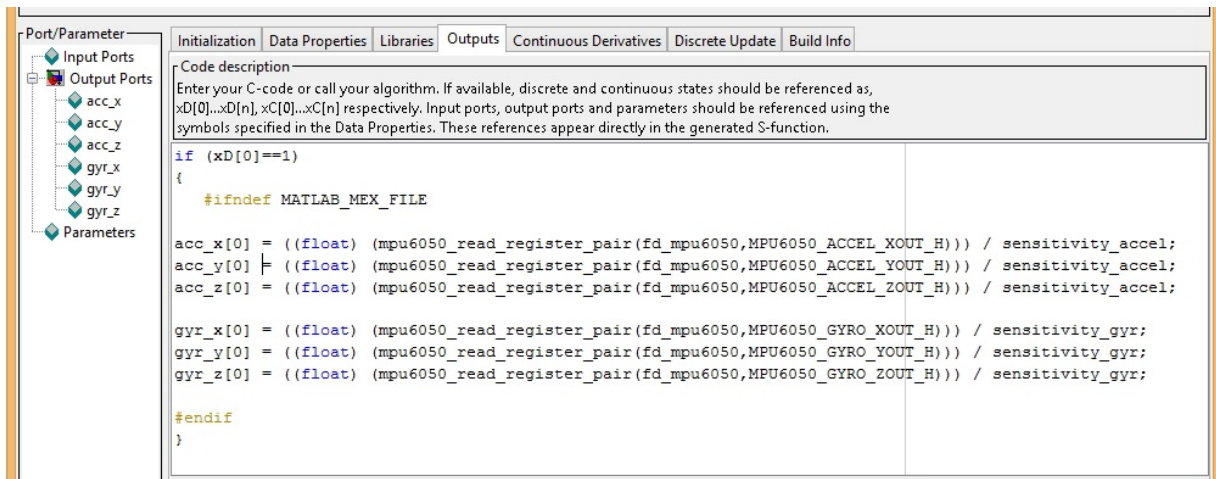 Port/Parameter
Input Ports
Output Ports
acc_x
acc_y
acc_z
gyr_x
gyr_y
gyr_z
Parameters
Initialization Data Properties Libraries Outputs Continuous Derivatives Discrete Update Build Info
Code description
Enter your C-code or call your algorithm. If available, discrete and continuous states should be referenced as,
xD[0]...xD[n], xC[0]...xC[n] respectively. Input ports, output ports and parameters should be referenced using the
symbols specified in the Data Properties. These references appear directly in the generated S-function.
if (xD[0]==1)
{
#ifndef MATLAB_MEX_FILE
acc_x[0] = ((float) (mpu6050_read_register_pair(fd_mpu6050,MPU6050_ACCEL_XOUT_H))) / sensitivity_accel;
acc_y[0] = ((float) (mpu6050_read_register_pair(fd_mpu6050,MPU6050_ACCEL_YOUT_H))) / sensitivity_accel;
acc_z[0] = ((float) (mpu6050_read_register_pair(fd_mpu6050,MPU6050_ACCEL_ZOUT_H))) / sensitivity_accel;
gyr_x[0] = ((float) (mpu6050_read_register_pair(fd_mpu6050,MPU6050_GYRO_XOUT_H))) / sensitivity_gyr;
gyr_y[0] = ((float) (mpu6050_read_register_pair(fd_mpu6050,MPU6050_GYRO_YOUT_H))) / sensitivity_gyr;
gyr_z[0] = ((float) (mpu6050_read_register_pair(fd_mpu6050,MPU6050_GYRO_ZOUT_H))) / sensitivity_gyr;
#endif
}